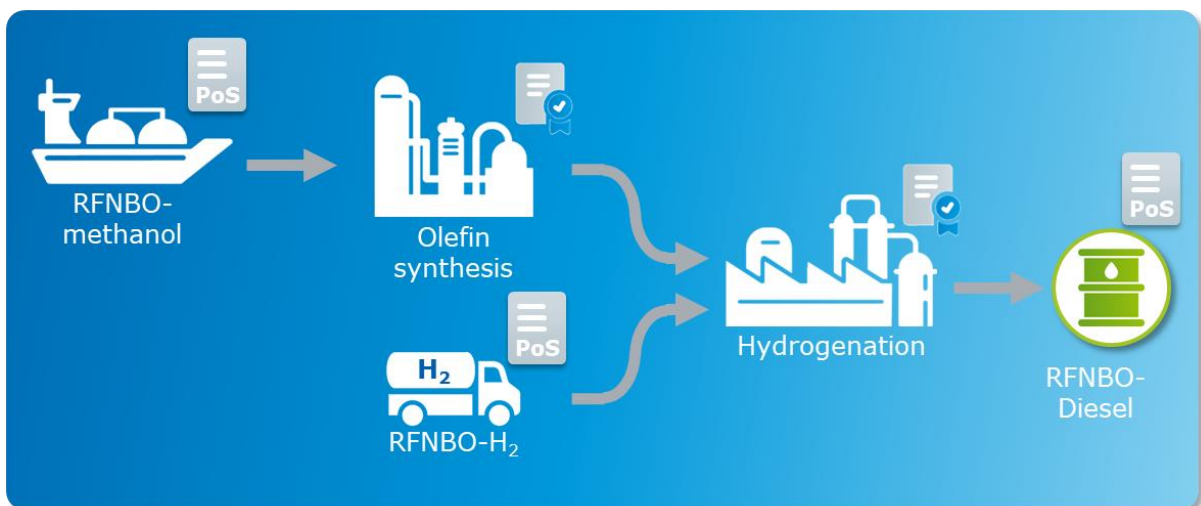 PoS
RFNBO-
methanol
Olefin
synthesis
PoS
H₂
RFNBO-H₂
Hydrogenation
PoS
RFNBO-
Diesel